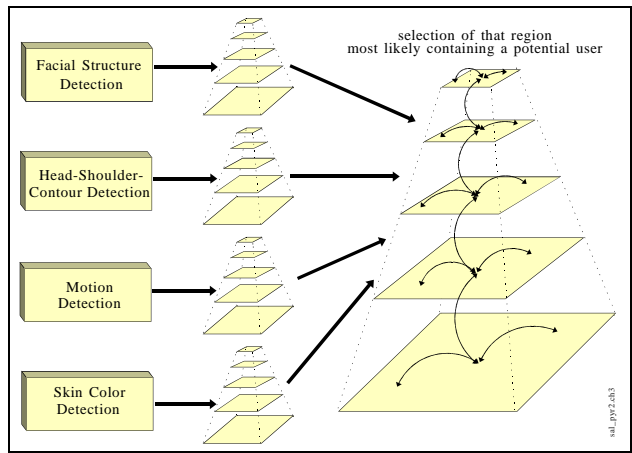 selection of that region
most likely containing a potential user
Facial Structure
Detection
Head-Shoulder-
Contour Detection
Motion
Detection
Skin Color
Detection
sal_pyr2.ch3